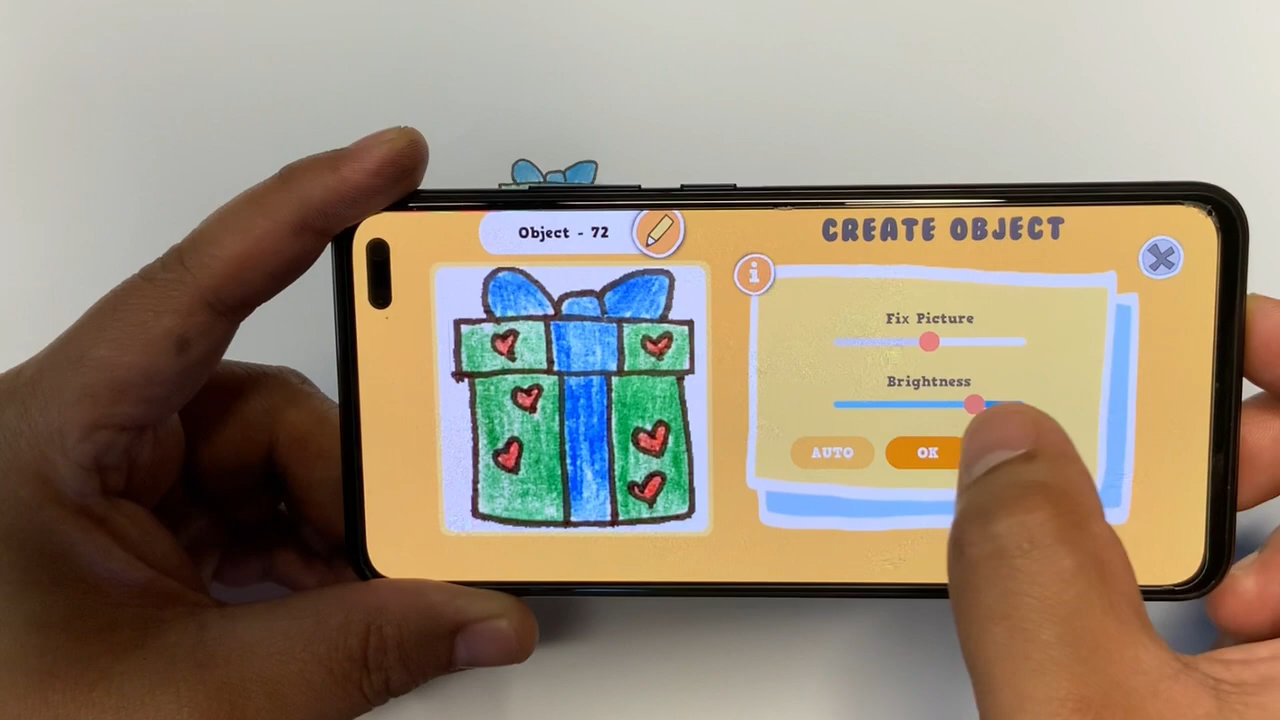 Object - 72
CREATE OBJECT
i
Fix Picture
Brightness
AUTO
OK